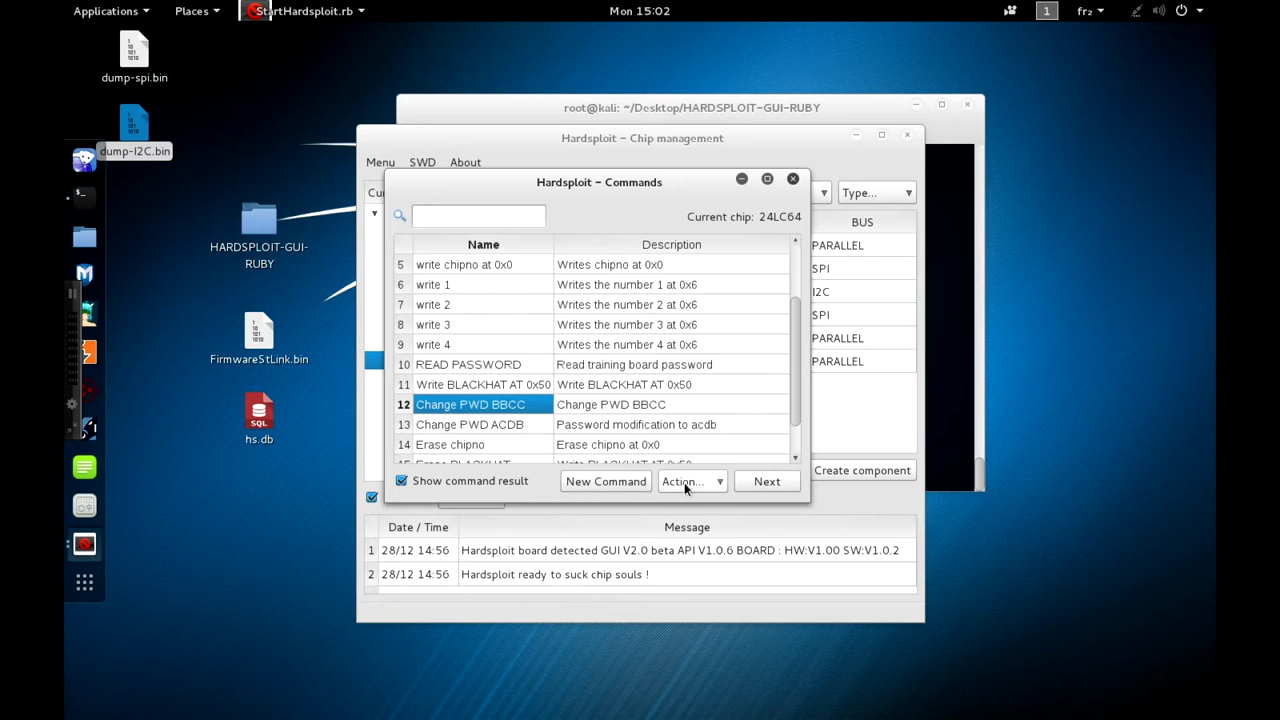 Applications Places StartHardsploit.rb Mon 15:02 1 fr₂
dump-spi.bin
dump-I2C.bin
HARDSPLOIT-GUI-
RUBY
FirmwareStLink.bin
SQL
hs.db
root@kali: ~/Desktop/HARDSPLOIT-GUI-RUBY
Hardsploit – Chip management
Menu SWD About
Type...
BUS
PARALLEL
SPI
I2C
SPI
PARALLEL
PARALLEL
Create component
Hardsploit – Commands
Current chip: 24LC64
Name Description
5 write chipno at 0x0 Writes chipno at 0x0
6 write 1 Writes the number 1 at 0x6
7 write 2 Writes the number 2 at 0x6
8 write 3 Writes the number 3 at 0x6
9 write 4 Writes the number 4 at 0x6
10 READ PASSWORD Read training board password
11 Write BLACKHAT AT 0x50 Write BLACKHAT AT 0x50
12 Change PWD BBCC Change PWD BBCC
13 Change PWD ACDB Password modification to acdb
14 Erase chipno Erase chipno at 0x0
Show command result New Command Action... Next
Date / Time Message
1 28/12 14:56 Hardsploit board detected GUI V2.0 beta API V1.0.6 BOARD : HW:V1.00 SW:V1.0.2
2 28/12 14:56 Hardsploit ready to suck chip souls !